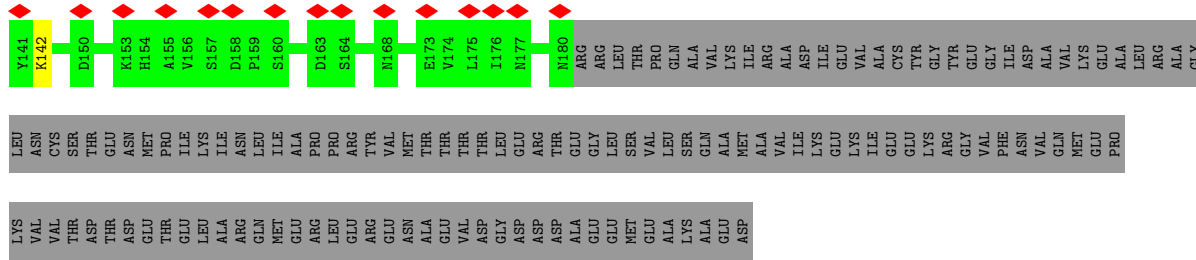 Y141 K142 D150 K153 H154 A155 V156 S157 D158 P159 S160 D163 S164 N168 E173 V174 L175 I176 N177 N180 ARG ARG LEU THR PRO GLN ALA VAL LYS ILE ARG ALA ASP ILE GLU VAL ALA CYS TYR GLY TYR GLU GLY ILE ASP ALA VAL LYS GLU ALA LEU ARG ALA GLY
LEU ASN CYS SER THR GLU ASN MET PRO ILE LYS ILE ASN LEU ILE ALA PRO PRO ARG TYR VAL MET THR THR THR THR LEU GLU ARG THR GLU GLY LEU SER VAL LEU SER GLN ALA MET ALA VAL ILE LYS GLU LYS ILE GLU GLU LYS ARG GLY VAL PHE ASN VAL GLN MET GLU PRO
LYS VAL VAL THR ASP THR ASP GLU THR GLU LEU ALA ARG GLN MET GLU ARG LEU GLU ARG GLU ASN ALA GLU VAL ASP GLY ASP ASP ASP ALA GLU GLU MET GLU ALA LYS ALA GLU ASP